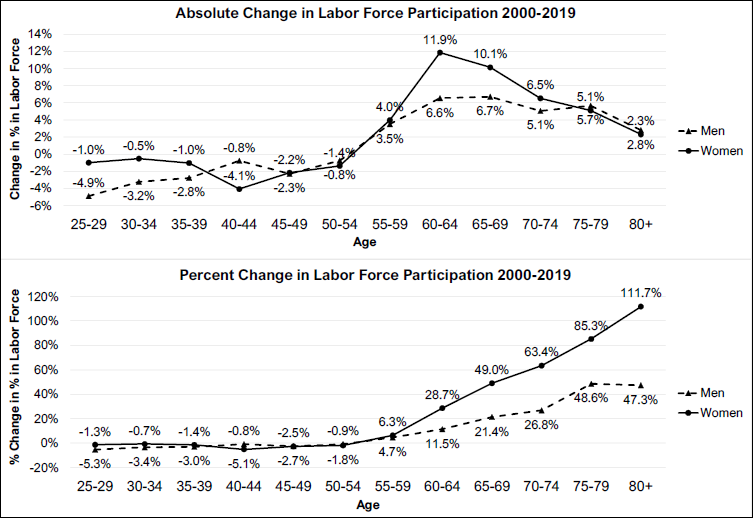 Absolute Change in Labor Force Participation 2000-2019
Change in % in Labor Force
14%
12%
10%
8%
6%
4%
2%
0%
-2%
-4%
-6%
-1.0% -0.5% -1.0% -0.8% -2.2% -1.4% 4.0% 11.9% 10.1% 6.5% 5.1% 2.3%
-4.9% -3.2% -2.8% -4.1% -2.3% -0.8% 3.5% 6.6% 6.7% 5.1% 5.7% 2.8%
25-29 30-34 35-39 40-44 45-49 50-54 55-59 60-64 65-69 70-74 75-79 80+
Age
Men
Women
Percent Change in Labor Force Participation 2000-2019
% Change in % in Labor Force
120%
100%
80%
60%
40%
20%
0%
-20%
-1.3% -0.7% -1.4% -0.8% -2.5% -0.9% 6.3% 28.7% 49.0% 63.4% 85.3% 111.7%
-5.3% -3.4% -3.0% -5.1% -2.7% -1.8% 4.7% 11.5% 21.4% 26.8% 48.6% 47.3%
25-29 30-34 35-39 40-44 45-49 50-54 55-59 60-64 65-69 70-74 75-79 80+
Age
Men
Women